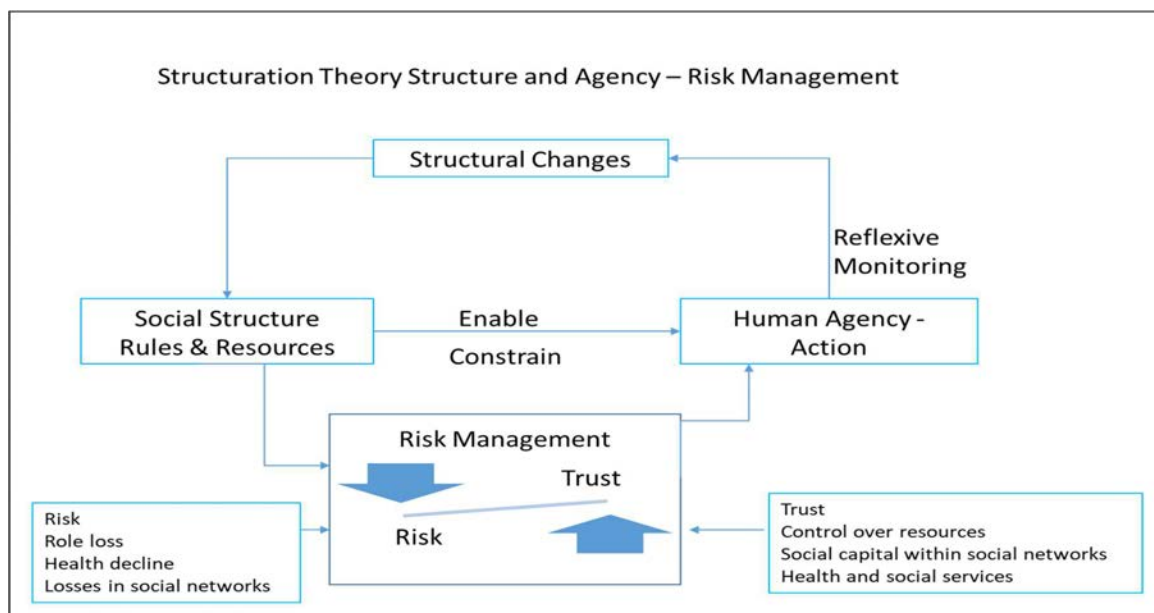 Structuration Theory Structure and Agency – Risk Management
Structural Changes
Reflexive
Monitoring
Social Structure
Rules & Resources
Enable
Constrain
Human Agency -
Action
Risk Management
Trust
Risk
Risk
Role loss
Health decline
Losses in social networks
Trust
Control over resources
Social capital within social networks
Health and social services